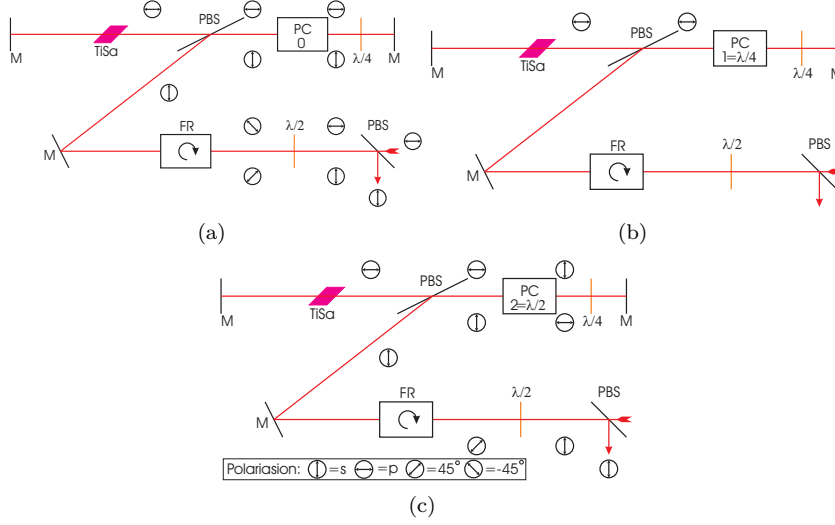 PBS
PC
0
M
TiSa
λ/4
M
FR
λ/2
PBS
M
(a)
PBS
PC
1=λ/4
M
TiSa
λ/4
M
FR
λ/2
PBS
M
(b)
PBS
PC
2=λ/2
M
TiSa
λ/4
M
FR
λ/2
PBS
M
Polariasion: =s =p =45° =-45°
(c)